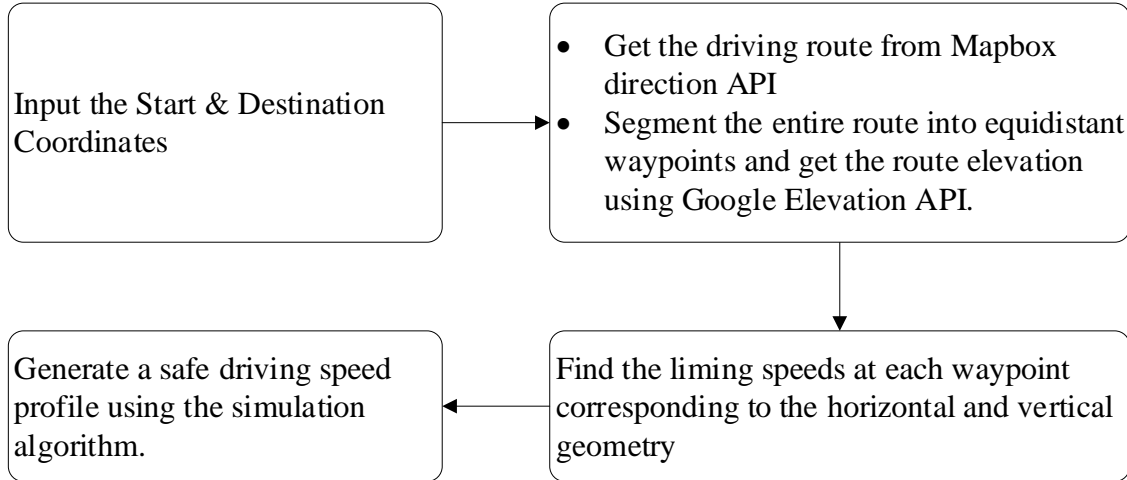 Input the Start & Destination
Coordinates
• Get the driving route from Mapbox
direction API
• Segment the entire route into equidistant
waypoints and get the route elevation
using Google Elevation API.
Find the liming speeds at each waypoint
corresponding to the horizontal and vertical
geometry
Generate a safe driving speed
profile using the simulation
algorithm.